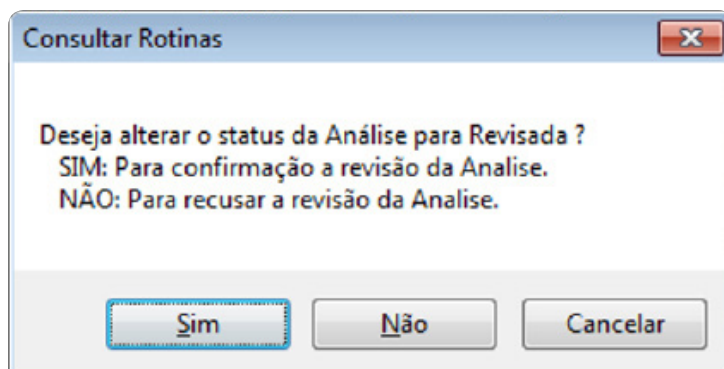 Consultar Rotinas
Deseja alterar o status da Análise para Revisada ?
SIM: Para confirmação a revisão da Analise.
NÃO: Para recusar a revisão da Analise.
Sim Não Cancelar